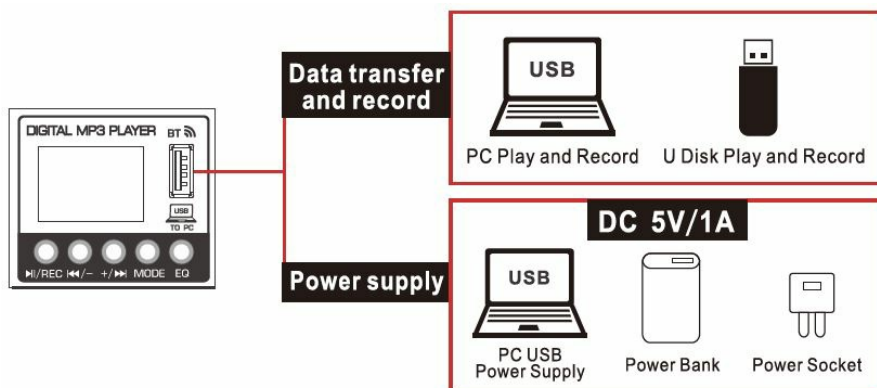 DIGITAL MP3 PLAYER
BT
USB
TO PC
/REC
/−
+/
MODE
EQ
Data transfer
and record
USB
PC Play and Record
U Disk Play and Record
Power supply
DC 5V/1A
USB
PC USB
Power Supply
Power Bank
Power Socket